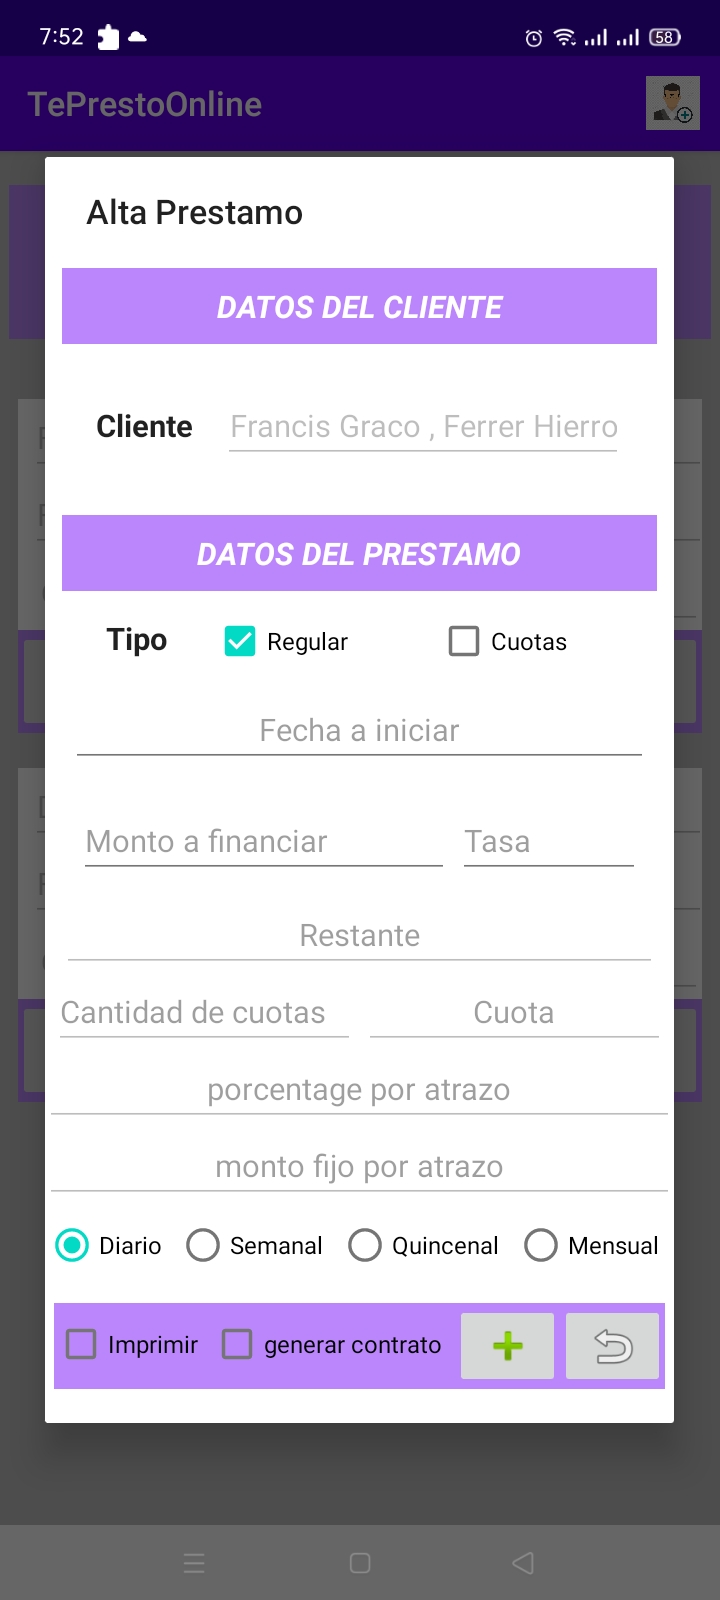 7:52
58
TePrestoOnline
Alta Prestamo
DATOS DEL CLIENTE
Cliente Francis Graco , Ferrer Hierro
DATOS DEL PRESTAMO
Tipo Regular Cuotas
Fecha a iniciar
Monto a financiar Tasa
Restante
Cantidad de cuotas Cuota
porcentage por atrazo
monto fijo por atrazo
Diario Semanal Quincenal Mensual
Imprimir generar contrato